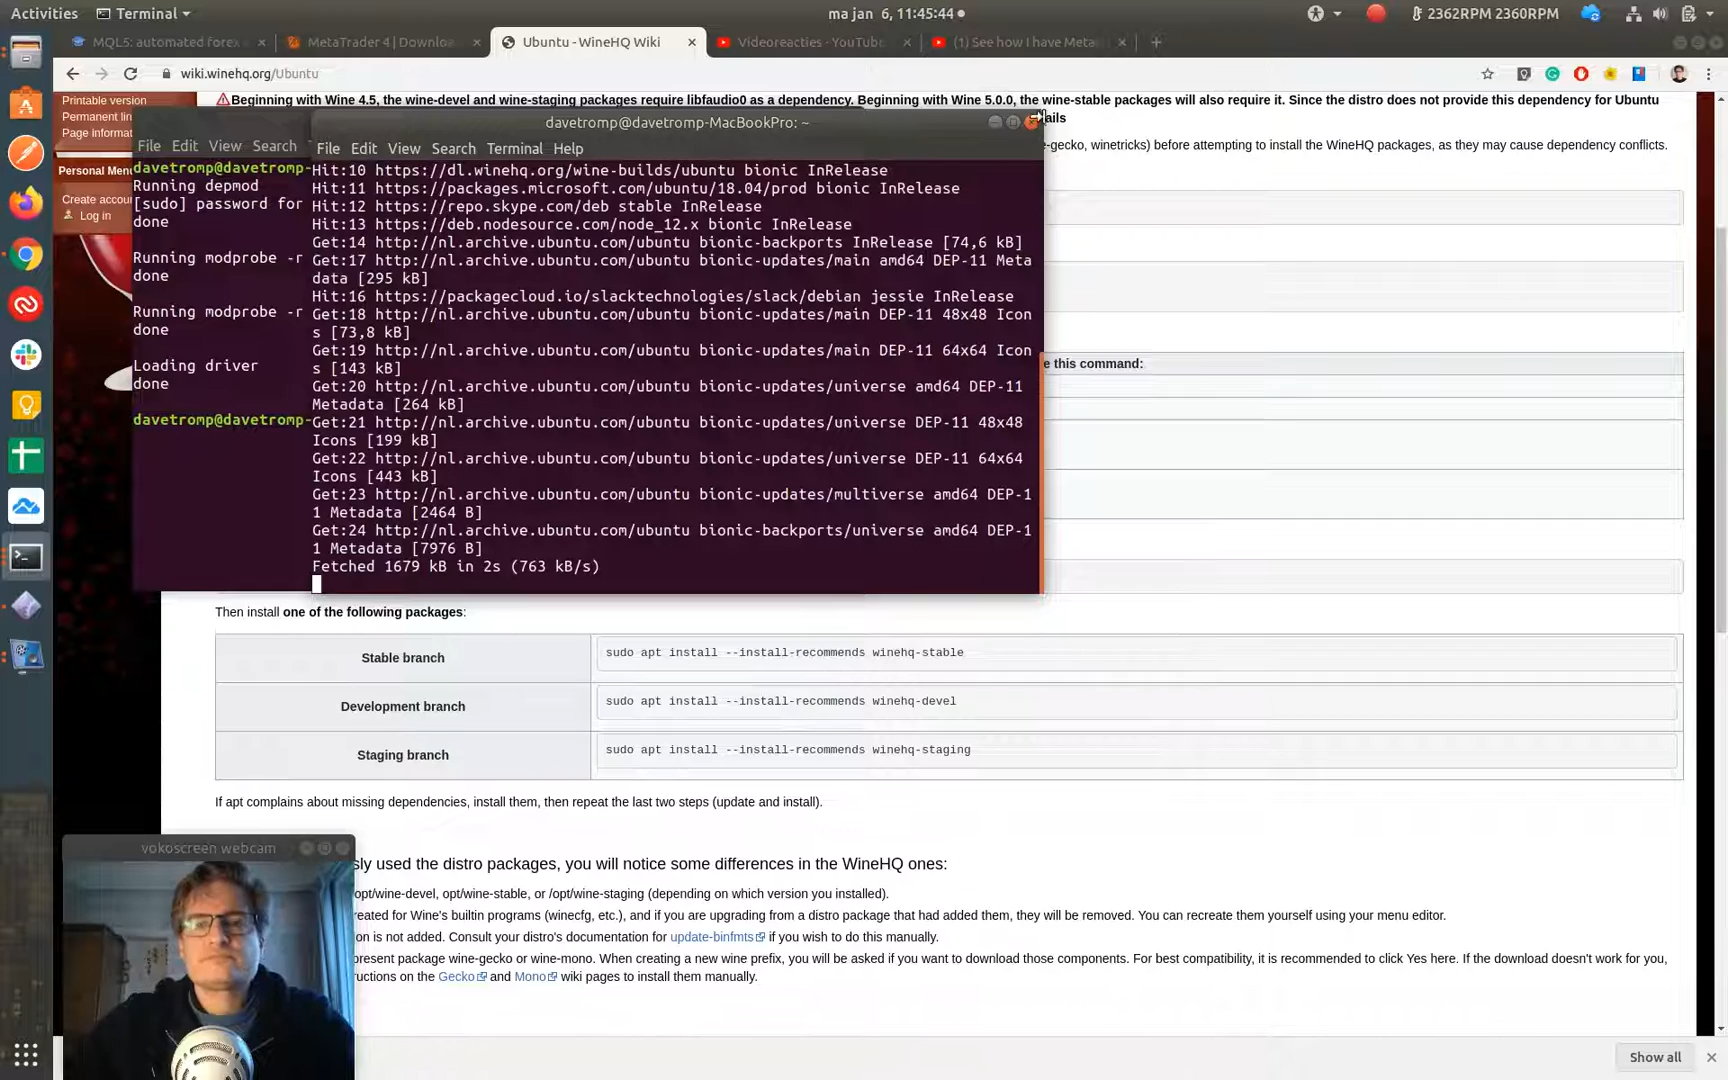 Activities
Terminal
ma jan 6, 11:45:44
2362RPM 2360RPM
MQL5: automated forex
MetaTrader 4 | Downloa
Ubuntu - WineHQ Wiki
Videoreacties - YouTube
(1) See how I have Meta
wiki.winehq.org/Ubuntu
Printable version
Permanent lin
Page informat
Personal Menu
Create accou
Log in
Beginning with Wine 4.5, the wine-devel and wine-staging packages require libfaudio0 as a dependency. Beginning with Wine 5.0.0, the wine-stable packages will also require it. Since the distro does not provide this dependency for Ubuntu
ails
-gecko, winetricks) before attempting to install the WineHQ packages, as they may cause dependency conflicts.
e this command:
File Edit View Search
davetromp@davetromp-
Running depmod
[sudo] password for
done
Running modprobe -r
done
Running modprobe -r
done
Loading driver
done
davetromp@davetromp-
davetromp@davetromp-MacBookPro: ~
File Edit View Search Terminal Help
Hit:10 https://dl.winehq.org/wine-builds/ubuntu bionic InRelease
Hit:11 https://packages.microsoft.com/ubuntu/18.04/prod bionic InRelease
Hit:12 https://repo.skype.com/deb stable InRelease
Hit:13 https://deb.nodesource.com/node_12.x bionic InRelease
Get:14 http://nl.archive.ubuntu.com/ubuntu bionic-backports InRelease [74,6 kB]
Get:17 http://nl.archive.ubuntu.com/ubuntu bionic-updates/main amd64 DEP-11 Meta
data [295 kB]
Hit:16 https://packagecloud.io/slacktechnologies/slack/debian jessie InRelease
Get:18 http://nl.archive.ubuntu.com/ubuntu bionic-updates/main DEP-11 48x48 Icon
s [73,8 kB]
Get:19 http://nl.archive.ubuntu.com/ubuntu bionic-updates/main DEP-11 64x64 Icon
s [143 kB]
Get:20 http://nl.archive.ubuntu.com/ubuntu bionic-updates/universe amd64 DEP-11
Metadata [264 kB]
Get:21 http://nl.archive.ubuntu.com/ubuntu bionic-updates/universe DEP-11 48x48
Icons [199 kB]
Get:22 http://nl.archive.ubuntu.com/ubuntu bionic-updates/universe DEP-11 64x64
Icons [443 kB]
Get:23 http://nl.archive.ubuntu.com/ubuntu bionic-updates/multiverse amd64 DEP-1
1 Metadata [2464 B]
Get:24 http://nl.archive.ubuntu.com/ubuntu bionic-backports/universe amd64 DEP-1
1 Metadata [7976 B]
Fetched 1679 kB in 2s (763 kB/s)
Then install one of the following packages:
Stable branch
sudo apt install --install-recommends winehq-stable
Development branch
sudo apt install --install-recommends winehq-devel
Staging branch
sudo apt install --install-recommends winehq-staging
If apt complains about missing dependencies, install them, then repeat the last two steps (update and install).
vokoscreen webcam
sly used the distro packages, you will notice some differences in the WineHQ ones:
opt/wine-devel, opt/wine-stable, or /opt/wine-staging (depending on which version you installed).
reated for Wine's builtin programs (winecfg, etc.), and if you are upgrading from a distro package that had added them, they will be removed. You can recreate them yourself using your menu editor.
ion is not added. Consult your distro's documentation for update-binfmts if you wish to do this manually.
present package wine-gecko or wine-mono. When creating a new wine prefix, you will be asked if you want to download those components. For best compatibility, it is recommended to click Yes here. If the download doesn't work for you,
ructions on the Gecko and Mono wiki pages to install them manually.
Show all